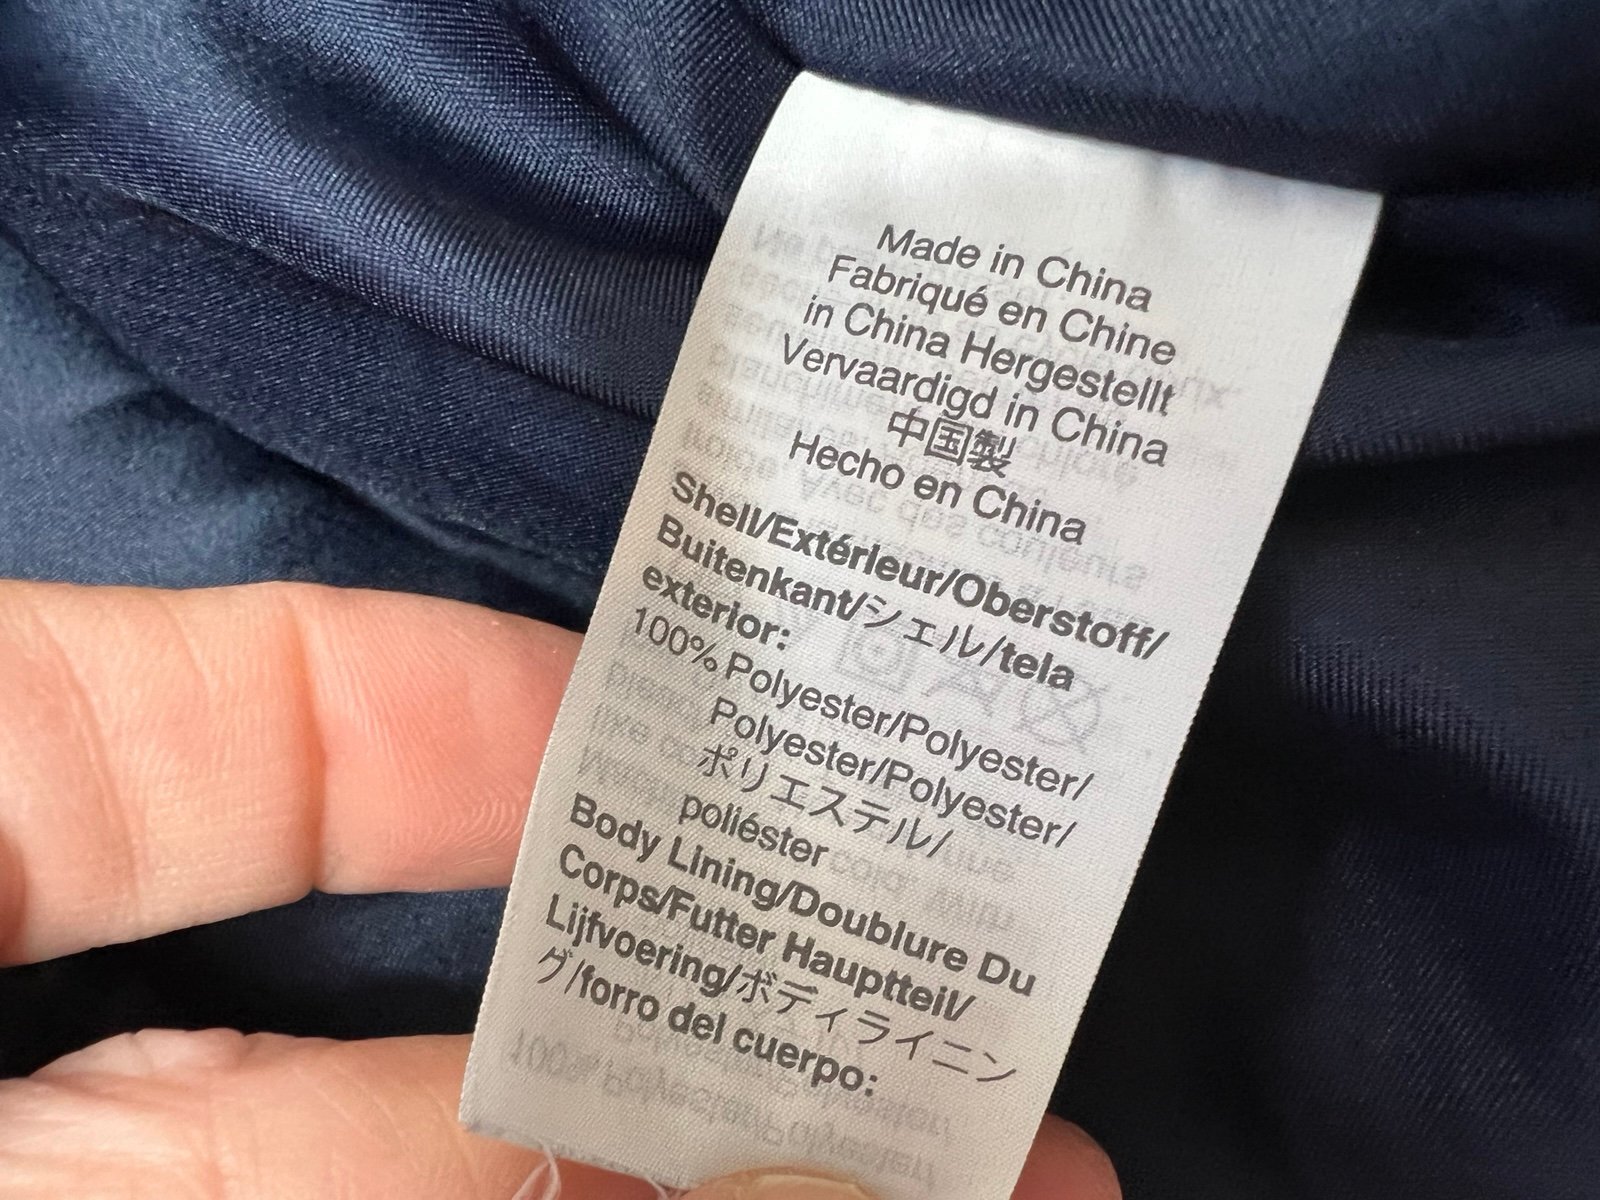 Made in China
Fabriqué en Chine
in China Hergestellt
Vervaardigd in China
中国製
Hecho en China
Shell/Extérieur/Oberstoff/
Buitenkant/シェル/tela
exterior:
100% Polyester/Polyester/
Polyester/Polyester/
ポリエステル/
poliéster
Body Lining/Doublure Du
Corps/Futter Hauptteil/
Lijfvoering/ボディライニン
グ/forro del cuerpo: